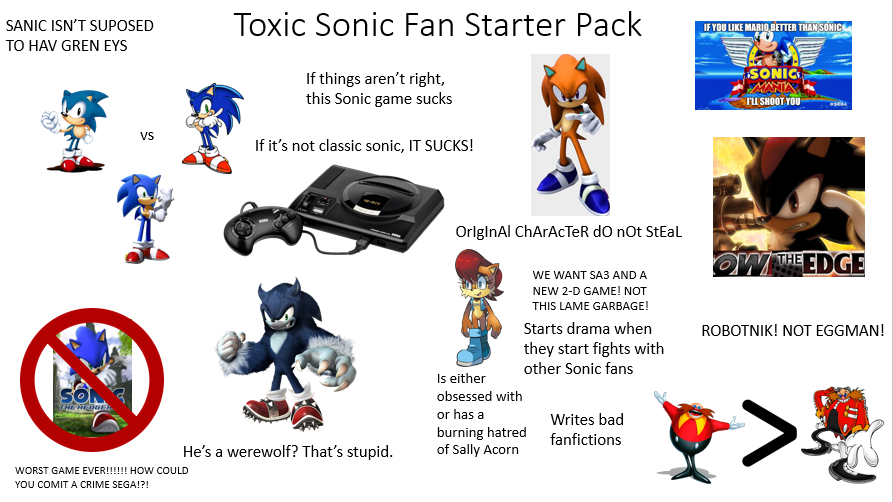 Toxic Sonic Fan Starter Pack
SANIC ISN'T SUPOSED
TO HAV GREN EYS
vs
If things aren't right,
this Sonic game sucks
If it's not classic sonic, IT SUCKS!
IF YOU LIKE MARIO BETTER THAN SONIC
SONIC
MANIA
I'LL SHOOT YOU
OrIgInAl ChArAcTeR dO nOt StEaL
OW THE EDGE
WE WANT SA3 AND A
NEW 2-D GAME! NOT
THIS LAME GARBAGE!
Starts drama when
they start fights with
other Sonic fans
ROBOTNIK! NOT EGGMAN!
Is either
obsessed with
or has a
burning hatred
of Sally Acorn
Writes bad
fanfictions
>
SONIC
THE HEDGEH
He's a werewolf? That's stupid.
WORST GAME EVER!!!!!! HOW COULD
YOU COMIT A CRIME SEGA!?!